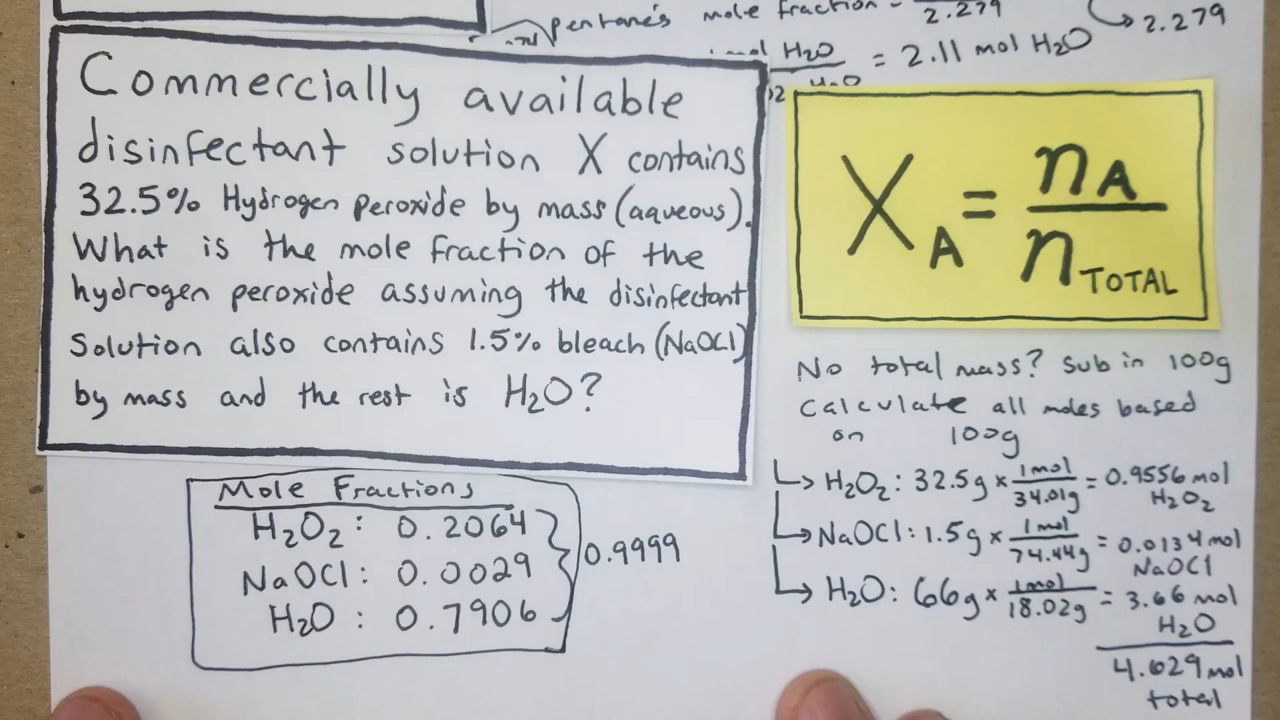 pentane's mole fraction =
2.279
2.279
mol H₂O
= 2.11 mol H₂O
H₂O
Commercially available
disinfectant solution X contains
32.5% Hydrogen peroxide by mass (aqueous).
What is the mole fraction of the
hydrogen peroxide assuming the disinfectant
solution also contains 1.5% bleach (NaOCl)
by mass and the rest is H₂O?
X_A = n_A / n_TOTAL
No total mass? Sub in 100g
Calculate all moles based
on 100g
↳ H₂O₂: 32.5g × 1mol/34.01g = 0.9556 mol
H₂O₂
↳ NaOCl: 1.5g × 1mol/74.44g = 0.0134 mol
NaOCl
↳ H₂O: 66g × 1mol/18.02g = 3.66 mol
H₂O
4.629 mol
total
Mole Fractions
H₂O₂: 0.2064
NaOCl: 0.0029
H₂O: 0.7906
0.9999